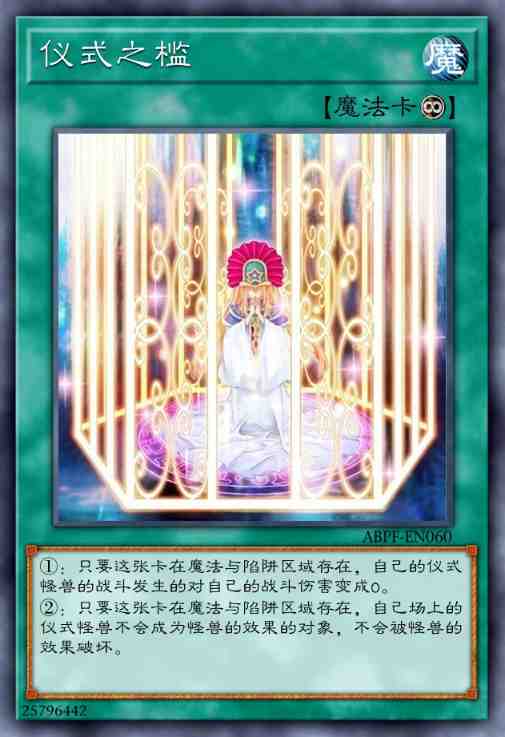 仪式之槛
魔
【魔法卡♾】
ABPF-EN060
①：只要这张卡在魔法与陷阱区域存在，自己的仪式
怪兽的战斗发生的对自己的战斗伤害变成0。
②：只要这张卡在魔法与陷阱区域存在，自己场上的
仪式怪兽不会成为怪兽的效果的对象，不会被怪兽的
效果破坏。
25796442